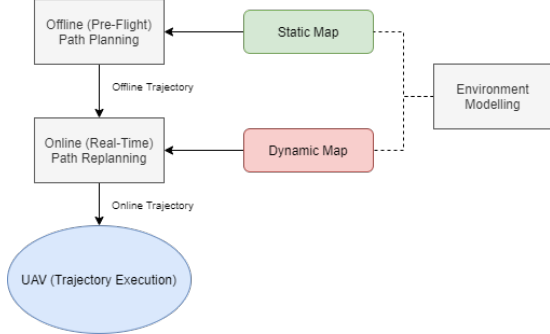 Offline (Pre-Flight)
Path Planning
Static Map
Environment
Modelling
Offline Trajectory
Online (Real-Time)
Path Replanning
Dynamic Map
Online Trajectory
UAV (Trajectory Execution)